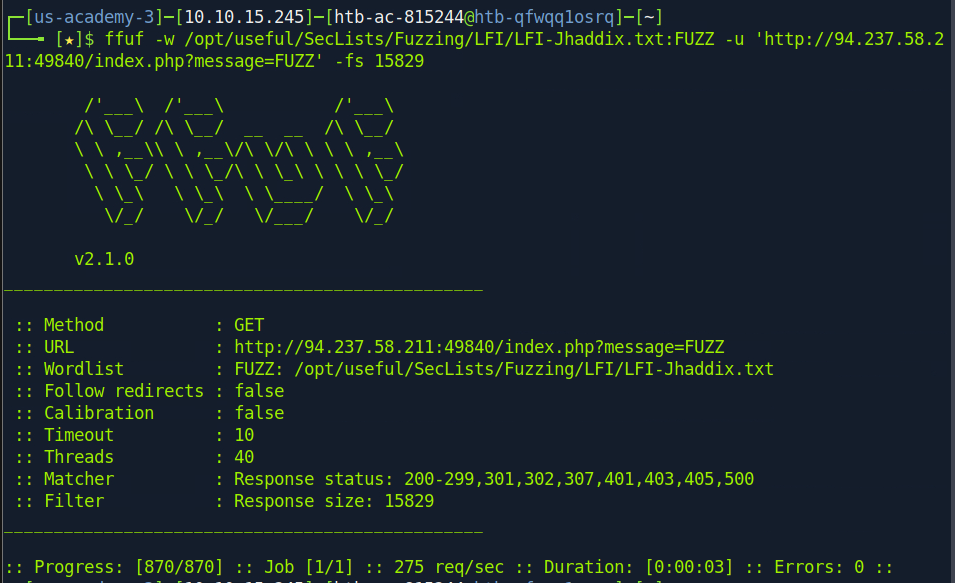 ┌─[us-academy-3]─[10.10.15.245]─[htb-ac-815244@htb-qfwqq1osrq]─[~]
└──╼ [★]$ ffuf -w /opt/useful/SecLists/Fuzzing/LFI/LFI-Jhaddix.txt:FUZZ -u 'http://94.237.58.2
11:49840/index.php?message=FUZZ' -fs 15829
        /'___\  /'___\           /'___\
       /\ \__/ /\ \__/  __  __  /\ \__/
       \ \ ,__\\ \ ,__\/\ \/\ \ \ \ ,__\
        \ \ \_/ \ \ \_/\ \ \_\ \ \ \ \_/
         \ \_\   \ \_\  \ \____/  \ \_\
          \/_/    \/_/   \/___/    \/_/
       v2.1.0
________________________________________________
 :: Method           : GET
 :: URL              : http://94.237.58.211:49840/index.php?message=FUZZ
 :: Wordlist         : FUZZ: /opt/useful/SecLists/Fuzzing/LFI/LFI-Jhaddix.txt
 :: Follow redirects : false
 :: Calibration      : false
 :: Timeout          : 10
 :: Threads          : 40
 :: Matcher          : Response status: 200-299,301,302,307,401,403,405,500
 :: Filter           : Response size: 15829
________________________________________________
:: Progress: [870/870] :: Job [1/1] :: 275 req/sec :: Duration: [0:00:03] :: Errors: 0 ::